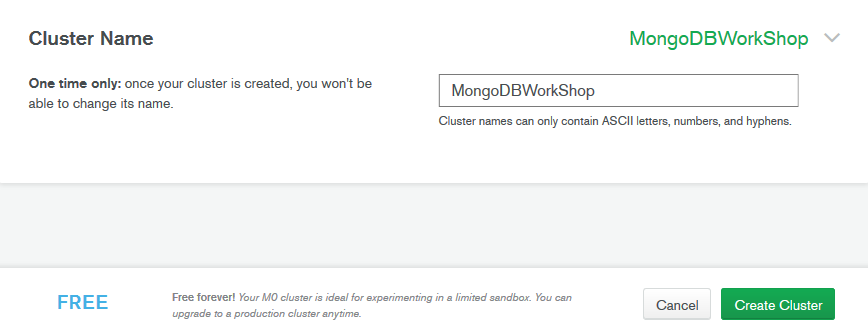 Cluster Name
MongoDBWorkShop
One time only: once your cluster is created, you won't be
able to change its name.
MongoDBWorkShop
Cluster names can only contain ASCII letters, numbers, and hyphens.
FREE
Free forever! Your M0 cluster is ideal for experimenting in a limited sandbox. You can
upgrade to a production cluster anytime.
Cancel
Create Cluster